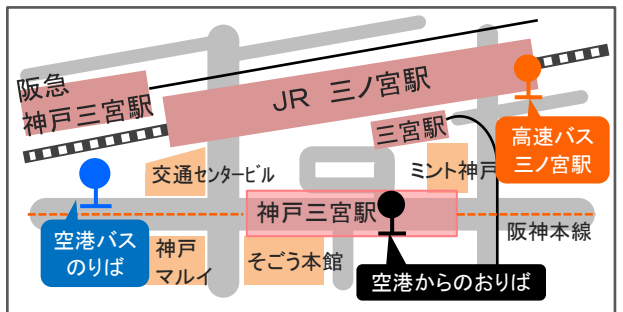 阪急
神戸三宮駅
JR 三ノ宮駅
三宮駅
高速バス
三ノ宮駅
交通センタービル
ミント神戸
神戸三宮駅
阪神本線
空港バス
のりば
神戸
マルイ
そごう本館
空港からのおりば